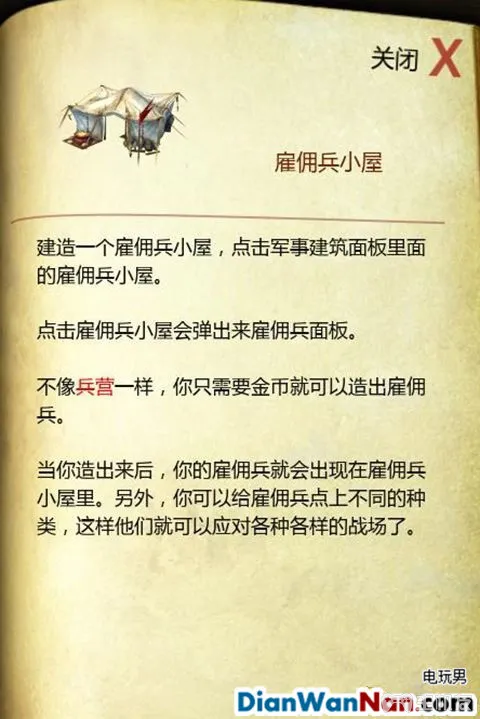 关闭 X
雇佣兵小屋
建造一个雇佣兵小屋，点击军事建筑面板里面
的雇佣兵小屋。
点击雇佣兵小屋会弹出来雇佣兵面板。
不像兵营一样，你只需要金币就可以造出雇佣
兵。
当你造出来后，你的雇佣兵就会出现在雇佣兵
小屋里。另外，你可以给雇佣兵点上不同的种
类，这样他们就可以应对各种各样的战场了。
电玩男
DianWanNan.com